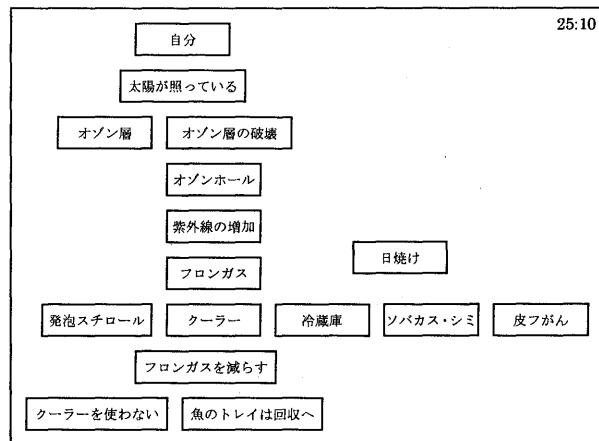 25:10
自分
太陽が照っている
オゾン層 オゾン層の破壊
オゾンホール
紫外線の増加
日焼け
フロンガス
発泡スチロール クーラー 冷蔵庫 ソバカス・シミ 皮フがん
フロンガスを減らす
クーラーを使わない 魚のトレイは回収へ